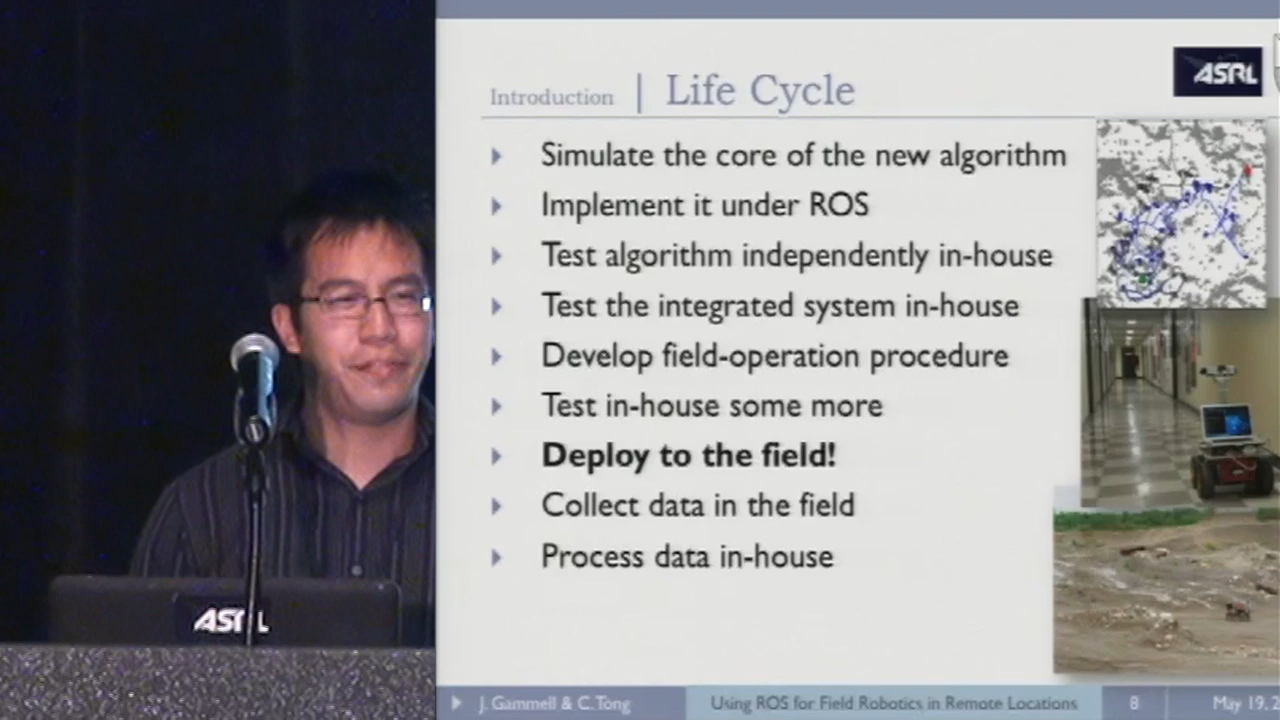 Introduction | Life Cycle
ASRL
Simulate the core of the new algorithm
Implement it under ROS
Test algorithm independently in-house
Test the integrated system in-house
Develop field-operation procedure
Test in-house some more
Deploy to the field!
Collect data in the field
Process data in-house
ASRL
J. Gammell & C. Tong
Using ROS for Field Robotics in Remote Locations
8
May 19, 2